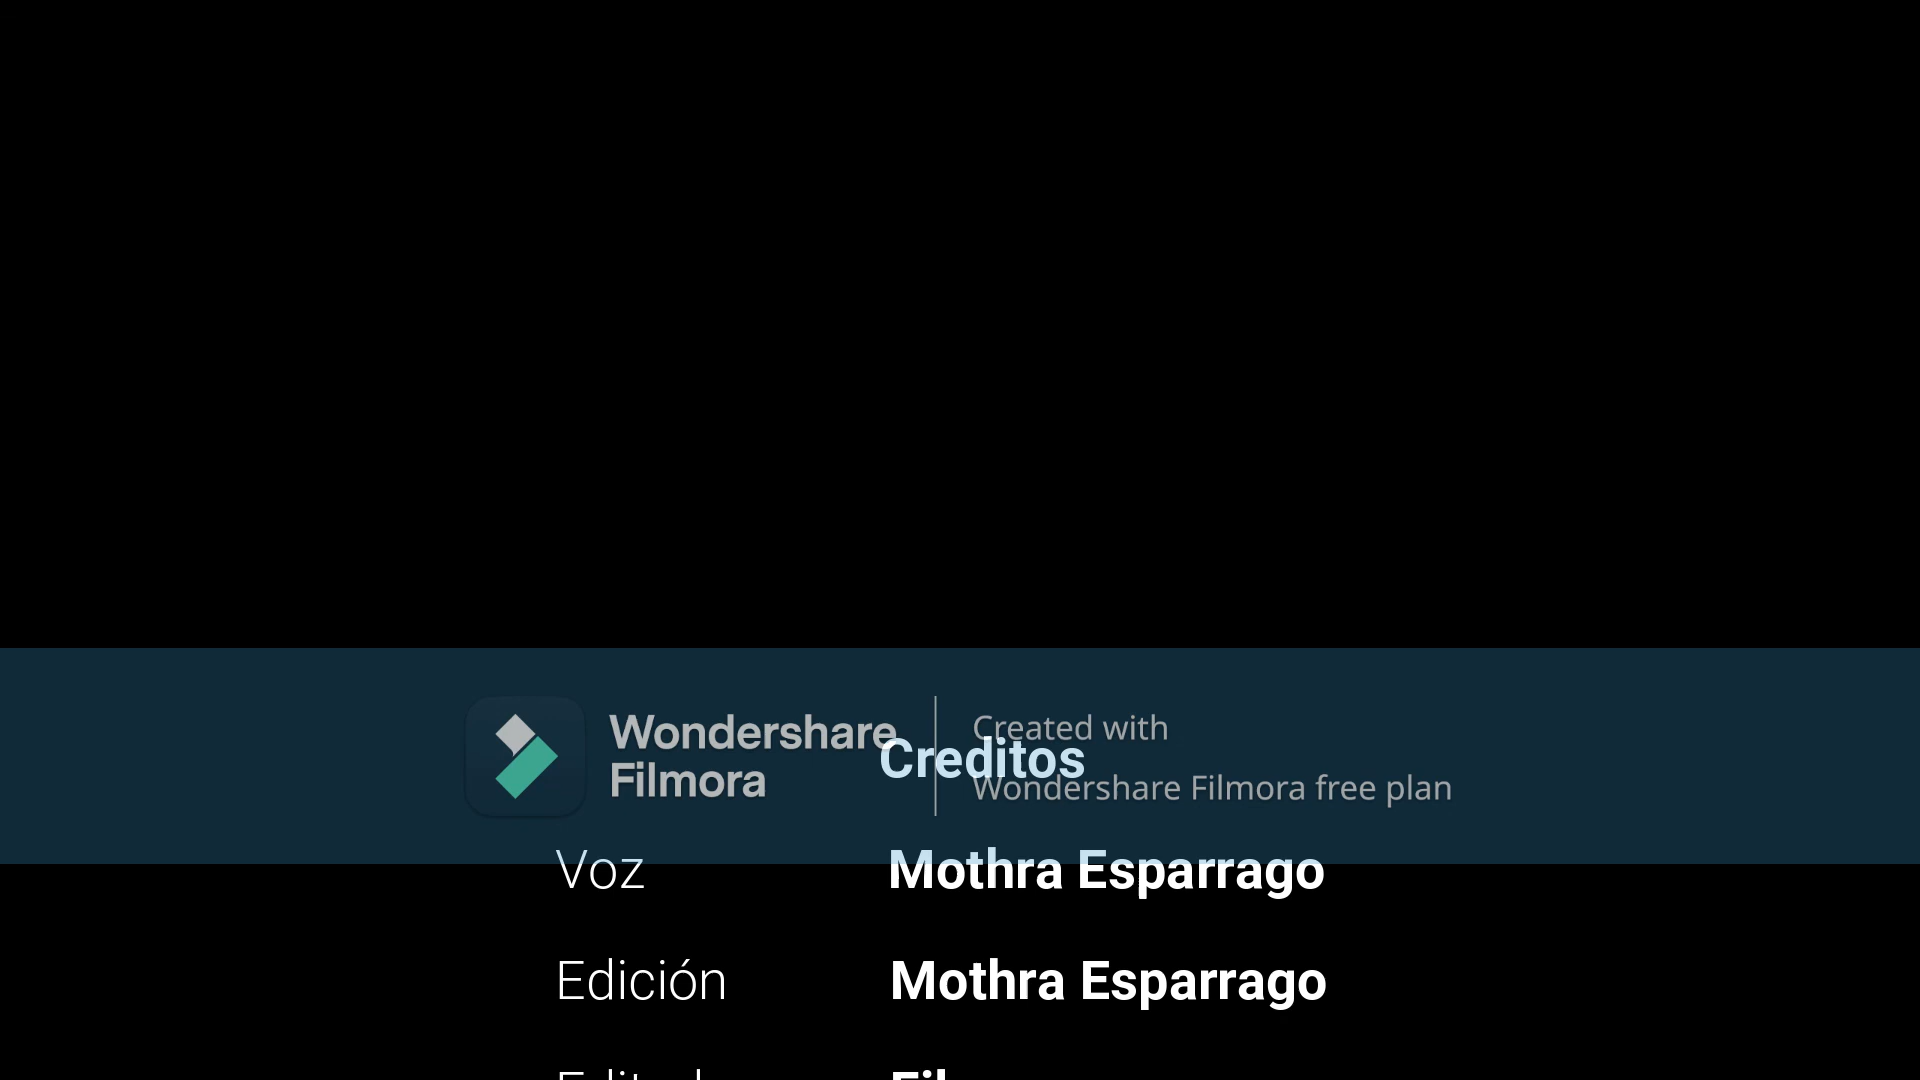 Wondershare
Filmora
Created with
Wondershare Filmora free plan
Creditos
Voz Mothra Esparrago
Edición Mothra Esparrago